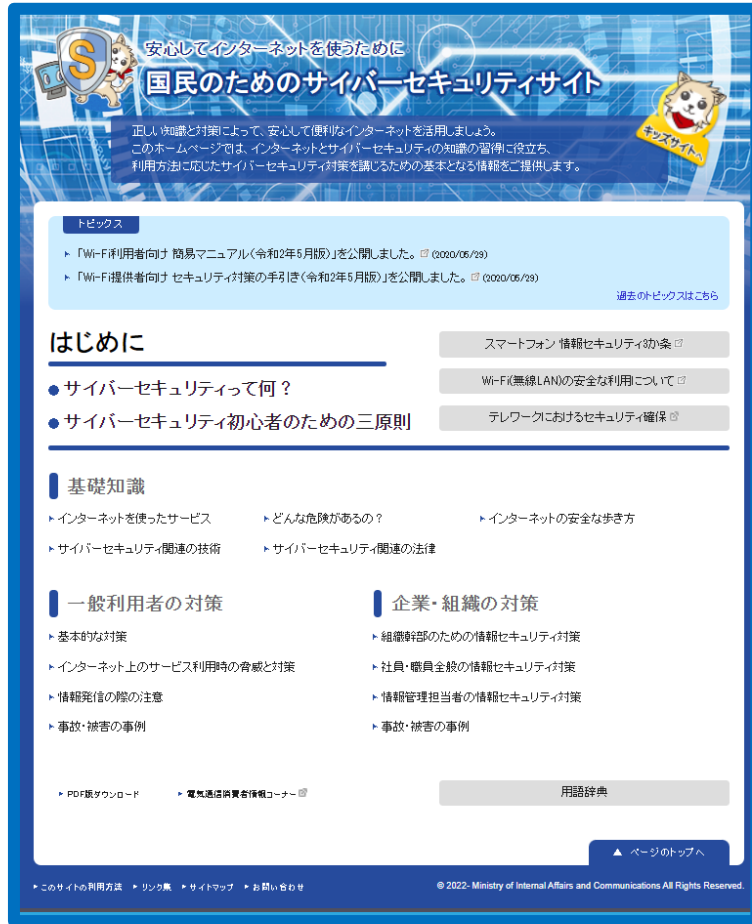 S
安心してインターネットを使うために
国民のためのサイバーセキュリティサイト
キッズサイトへ
正しい知識と対策によって、安心して便利なインターネットを活用しましょう。
このホームページでは、インターネットとサイバーセキュリティの知識の習得に役立ち、
利用方法に応じたサイバーセキュリティ対策を講じるための基本となる情報をご提供します。
トピックス
「Wi-Fi利用者向け 簡易マニュアル(令和2年5月版)」を公開しました。 (2020/05/29)
「Wi-Fi提供者向け セキュリティ対策の手引き(令和2年5月版)」を公開しました。 (2020/05/29)
過去のトピックスはこちら
はじめに
サイバーセキュリティって何？
サイバーセキュリティ初心者のための三原則
スマートフォン 情報セキュリティ3か条
Wi-Fi(無線LAN)の安全な利用について
テレワークにおけるセキュリティ確保
基礎知識
インターネットを使ったサービス どんな危険があるの？ インターネットの安全な歩き方
サイバーセキュリティ関連の技術 サイバーセキュリティ関連の法律
一般利用者の対策
基本的な対策
インターネット上のサービス利用時の脅威と対策
情報発信の際の注意
事故・被害の事例
企業・組織の対策
組織幹部のための情報セキュリティ対策
社員・職員全般の情報セキュリティ対策
情報管理担当者の情報セキュリティ対策
事故・被害の事例
PDF版ダウンロード 電気通信消費者情報コーナー 用語辞典
▲ ページのトップへ
このサイトの利用方法 リンク集 サイトマップ お問い合わせ © 2022- Ministry of Internal Affairs and Communications All Rights Reserved.